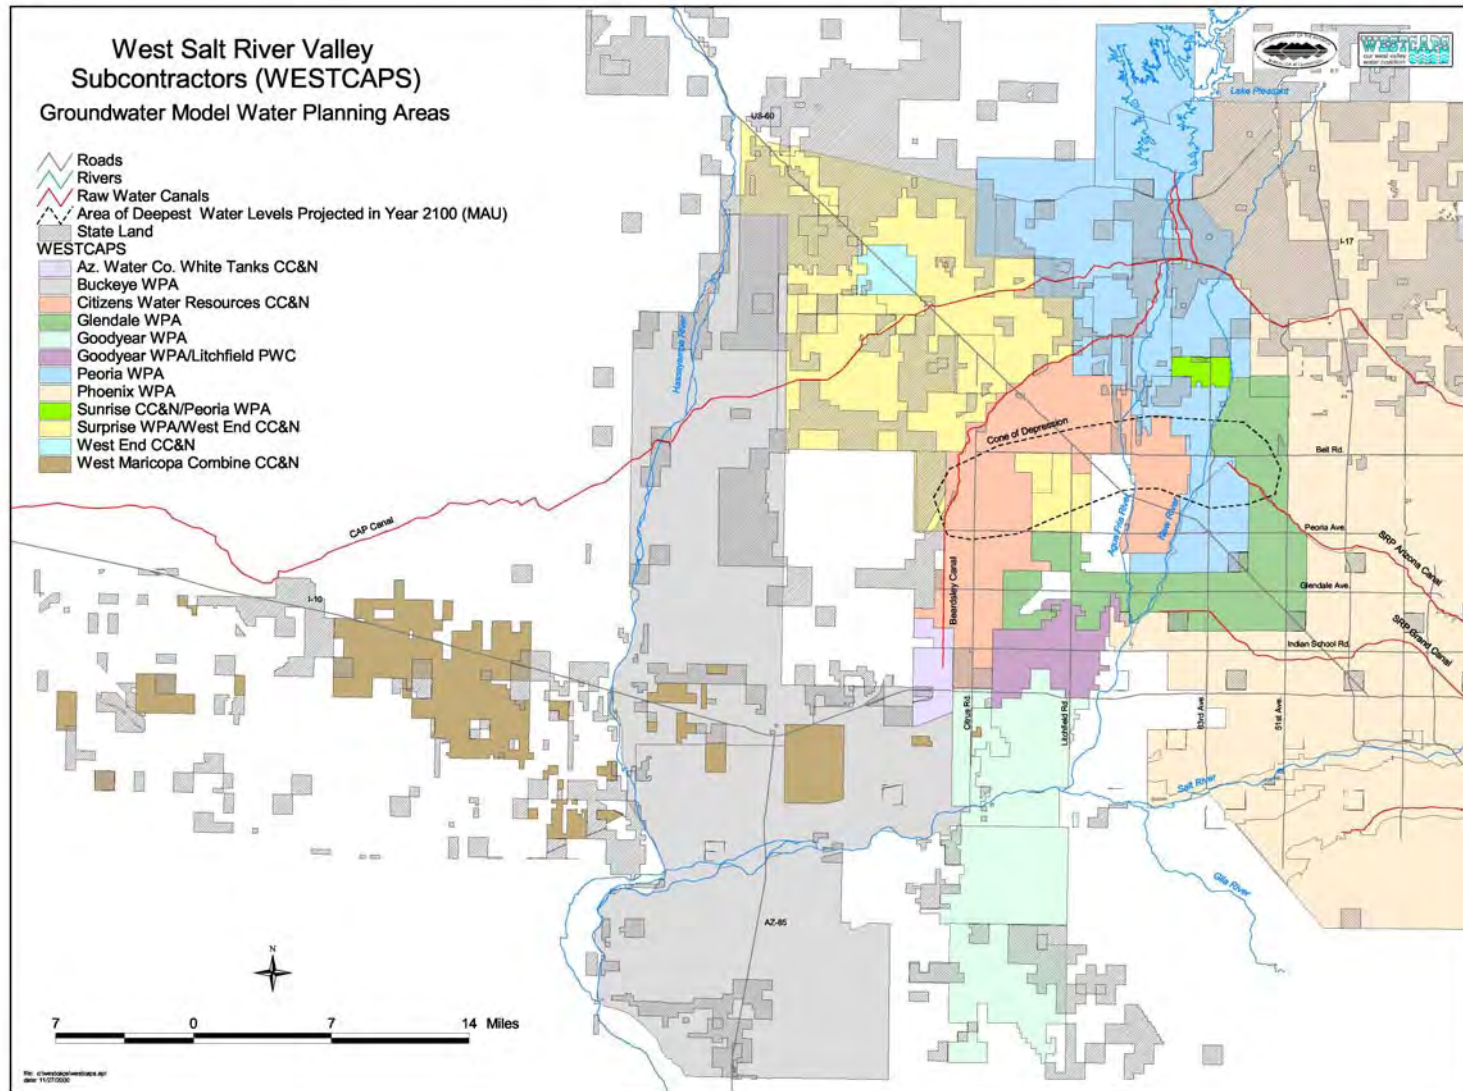 West Salt River Valley
Subcontractors (WESTCAPS)
Groundwater Model Water Planning Areas
Roads
Rivers
Raw Water Canals
Area of Deepest Water Levels Projected in Year 2100 (MAU)
State Land
WESTCAPS
Az. Water Co. White Tanks CC&N
Buckeye WPA
Citizens Water Resources CC&N
Glendale WPA
Goodyear WPA
Goodyear WPA/Litchfield PWC
Peoria WPA
Phoenix WPA
Sunrise CC&N/Peoria WPA
Surprise WPA/West End CC&N
West End CC&N
West Maricopa Combine CC&N
WESTCAPS
Lake Pleasant
US-60
I-17
Hassayampa River
Cone of Depression
Bell Rd.
CAP Canal
Agua Fria River
New River
Peoria Ave.
SRP Arizona Canal
Beardsley Canal
Glendale Ave.
I-10
SRP Grand Canal
Indian School Rd.
Citrus Rd.
Litchfield Rd.
83rd Ave.
51st Ave.
Salt River
Gila River
AZ-85
N
7 0 7 14 Miles
date: 11/27/2000